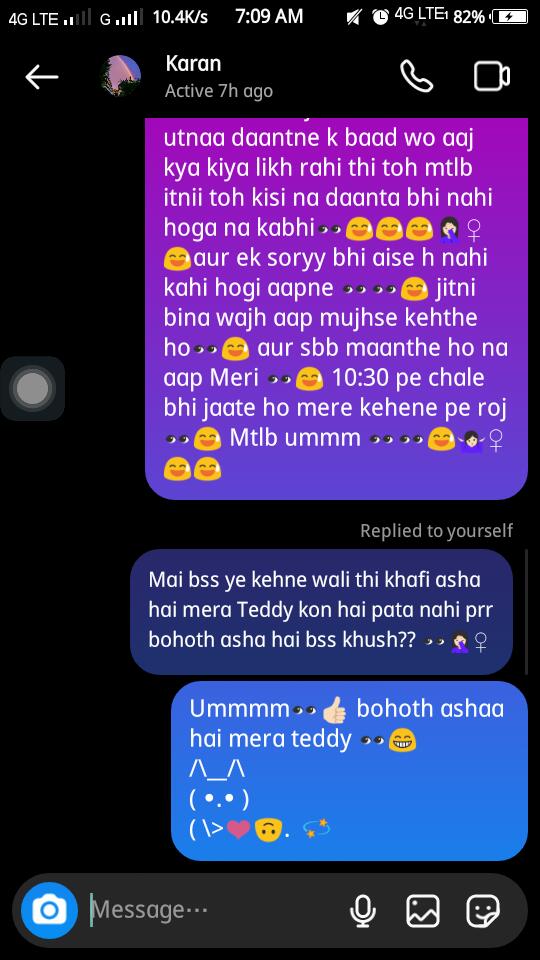 4G LTE G 10.4K/s 7:09 AM 4G LTE 82%
Karan
Active 7h ago
utnaa daantne k baad wo aaj
kya kiya likh rahi thi toh mtlb
itnii toh kisi na daanta bhi nahi
hoga na kabhi👀😅😅😅🤦🏻♀
😅aur ek soryy bhi aise h nahi
kahi hogi aapne 👀👀😅 jitni
bina wajh aap mujhse kehthe
ho👀😅 aur sbb maanthe ho na
aap Meri 👀😅 10:30 pe chale
bhi jaate ho mere kehene pe roj
👀😅 Mtlb ummm 👀👀😅🤷🏻♀
😅😅
Replied to yourself
Mai bss ye kehne wali thi khafi asha
hai mera Teddy kon hai pata nahi prr
bohoth asha hai bss khush?? 👀🤦🏻♀
Ummmm👀👍🏻 bohoth ashaa
hai mera teddy 👀😁
/\__/\
( •.• )
( \>❤️🙃. 💫
Message···